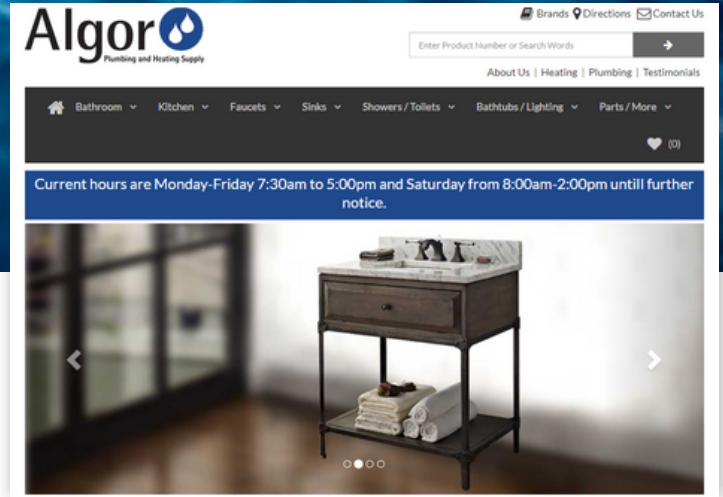 Algor
Plumbing and Heating Supply
Brands Directions Contact Us
Enter Product Number or Search Words
About Us | Heating | Plumbing | Testimonials
Bathroom Kitchen Faucets Sinks Showers / Toilets Bathtubs / Lighting Parts / More
(0)
Current hours are Monday-Friday 7:30am to 5:00pm and Saturday from 8:00am-2:00pm untill further
notice.